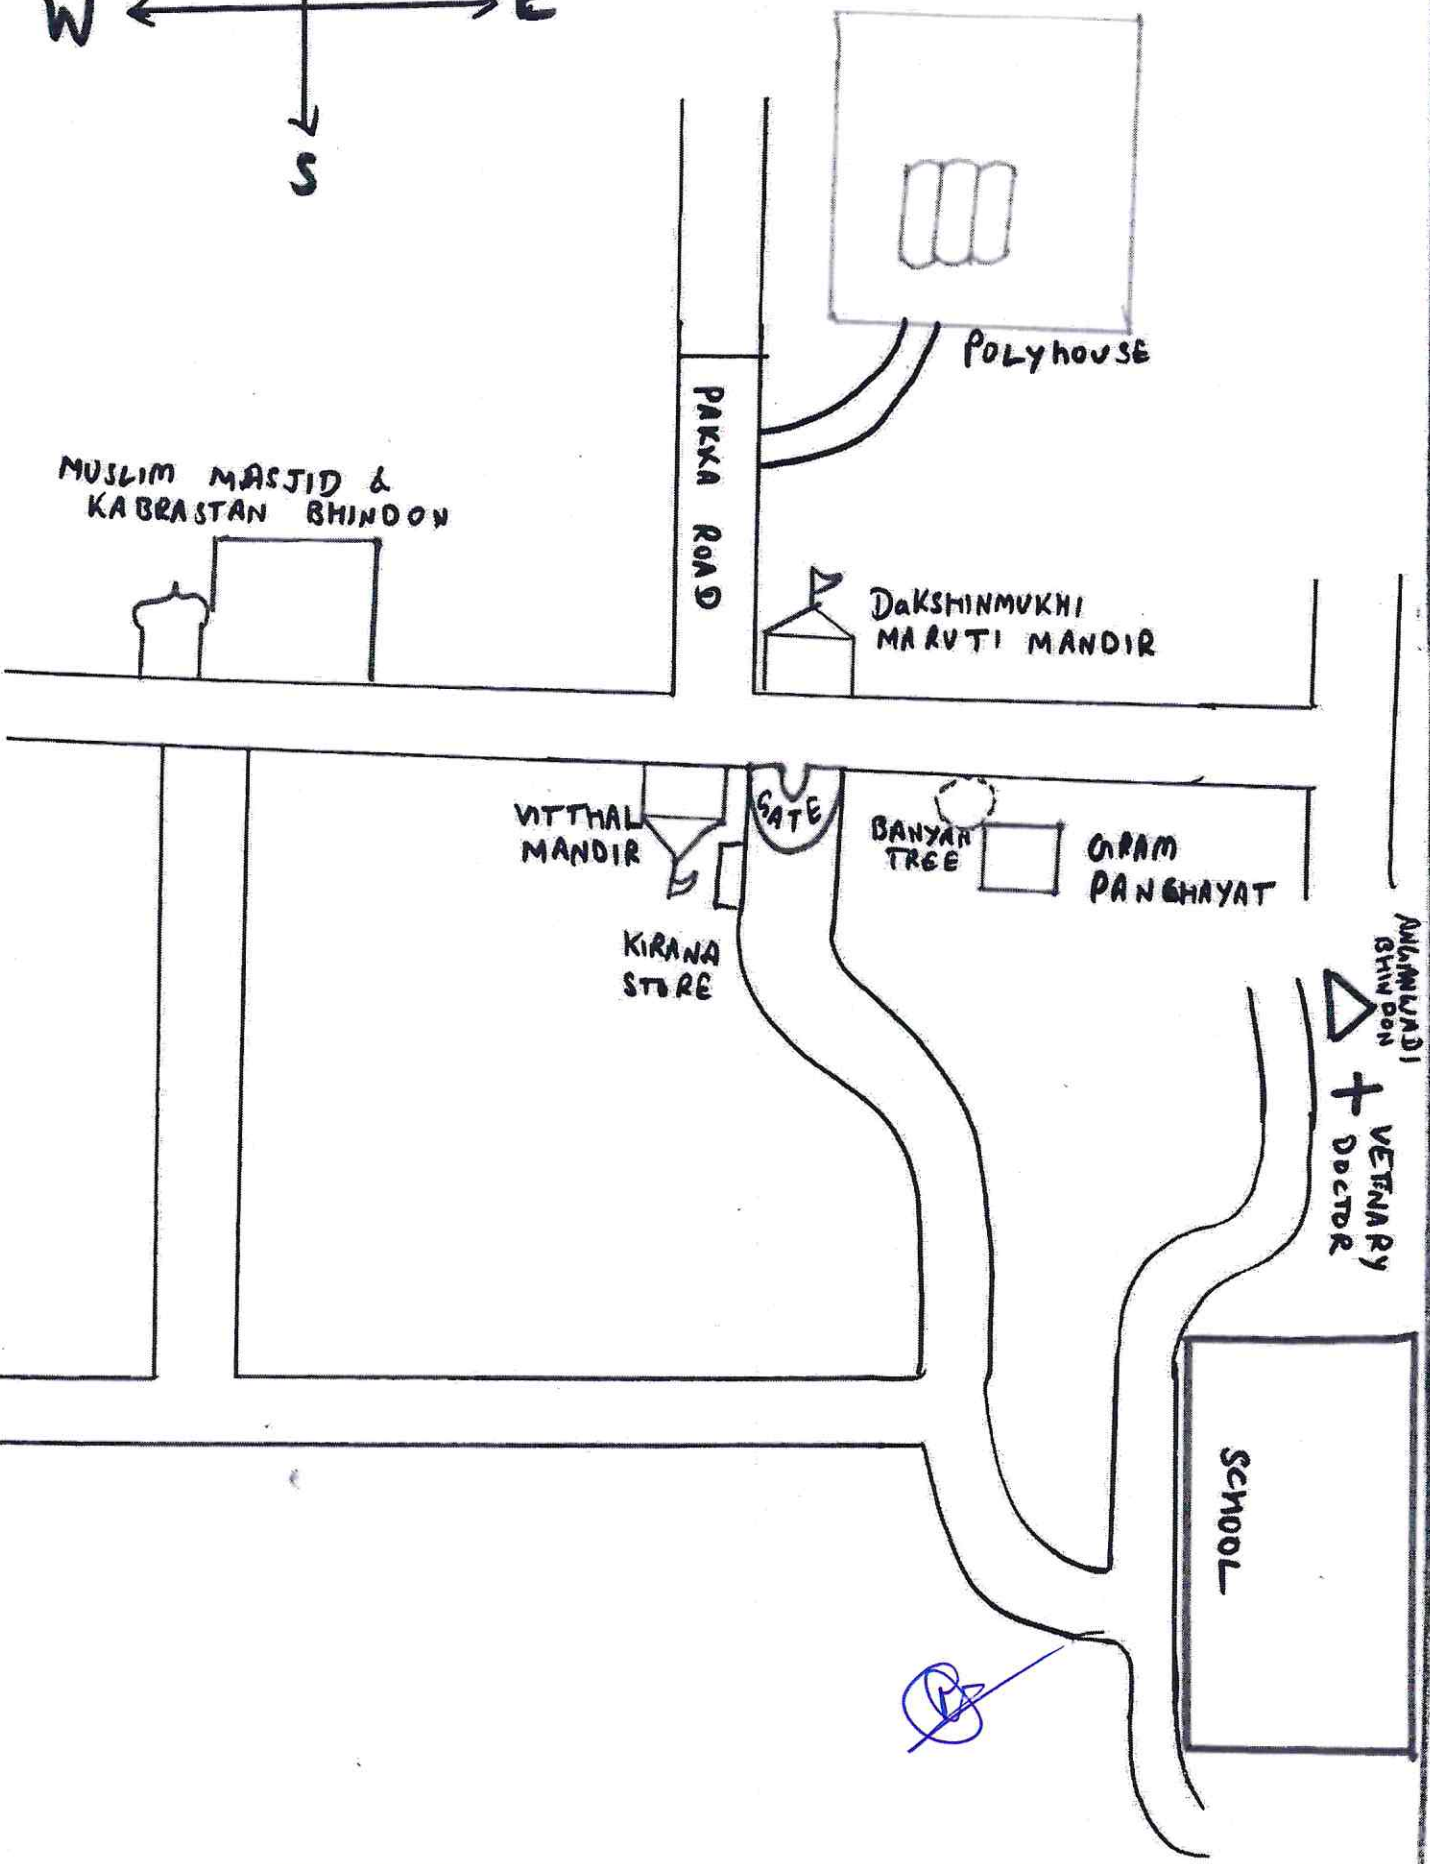 W E
S
POLYHOUSE
PAKKA ROAD
MUSLIM MASJID &
KABRASTAN BHINDON
DaKSHINMUKHI
MARUTI MANDIR
VITTHAL
MANDIR
GATE
BANYAN
TREE
GRAM
PANCHAYAT
KIRANA
STORE
BHINDON
+
VETNARY
DOCTOR
SCHOOL